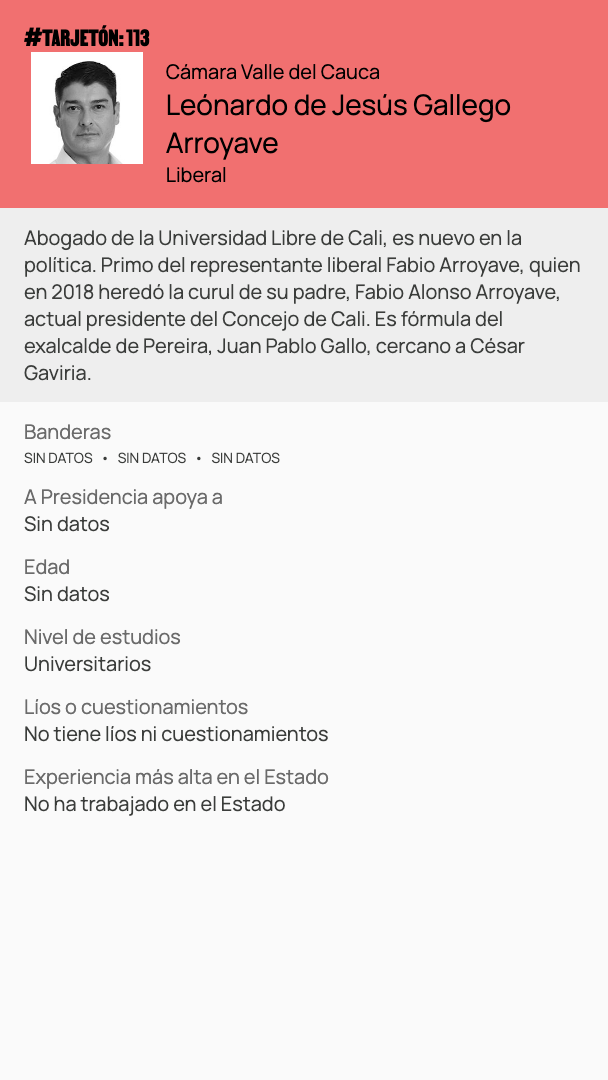 #TARJETÓN: 113
Cámara Valle del Cauca
Leónardo de Jesús Gallego
Arroyave
Liberal
Abogado de la Universidad Libre de Cali, es nuevo en la
política. Primo del representante liberal Fabio Arroyave, quien
en 2018 heredó la curul de su padre, Fabio Alonso Arroyave,
actual presidente del Concejo de Cali. Es fórmula del
exalcalde de Pereira, Juan Pablo Gallo, cercano a César
Gaviria.
Banderas
SIN DATOS • SIN DATOS • SIN DATOS
A Presidencia apoya a
Sin datos
Edad
Sin datos
Nivel de estudios
Universitarios
Líos o cuestionamientos
No tiene líos ni cuestionamientos
Experiencia más alta en el Estado
No ha trabajado en el Estado